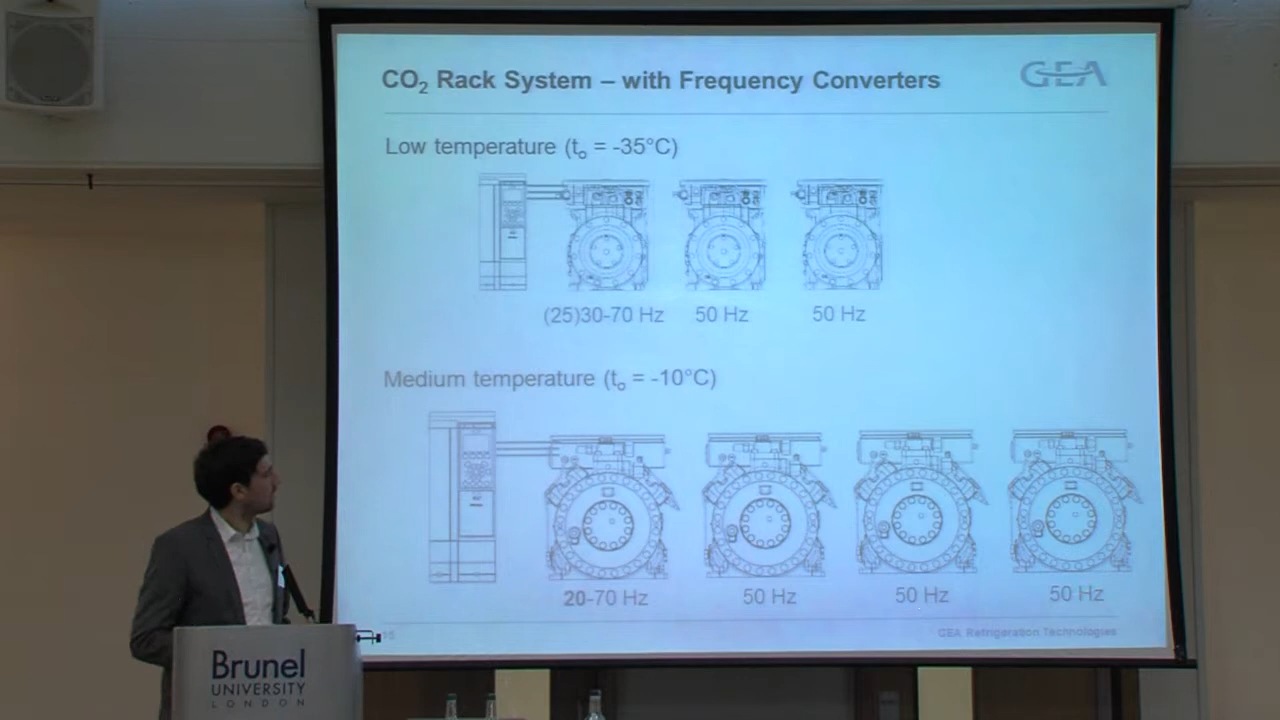 CO₂ Rack System – with Frequency Converters
GEA
Low temperature (tₒ = -35°C)
(25)30-70 Hz 50 Hz 50 Hz
Medium temperature (tₒ = -10°C)
20-70 Hz 50 Hz 50 Hz 50 Hz
GEA Refrigeration Technologies
Brunel
UNIVERSITY
LONDON